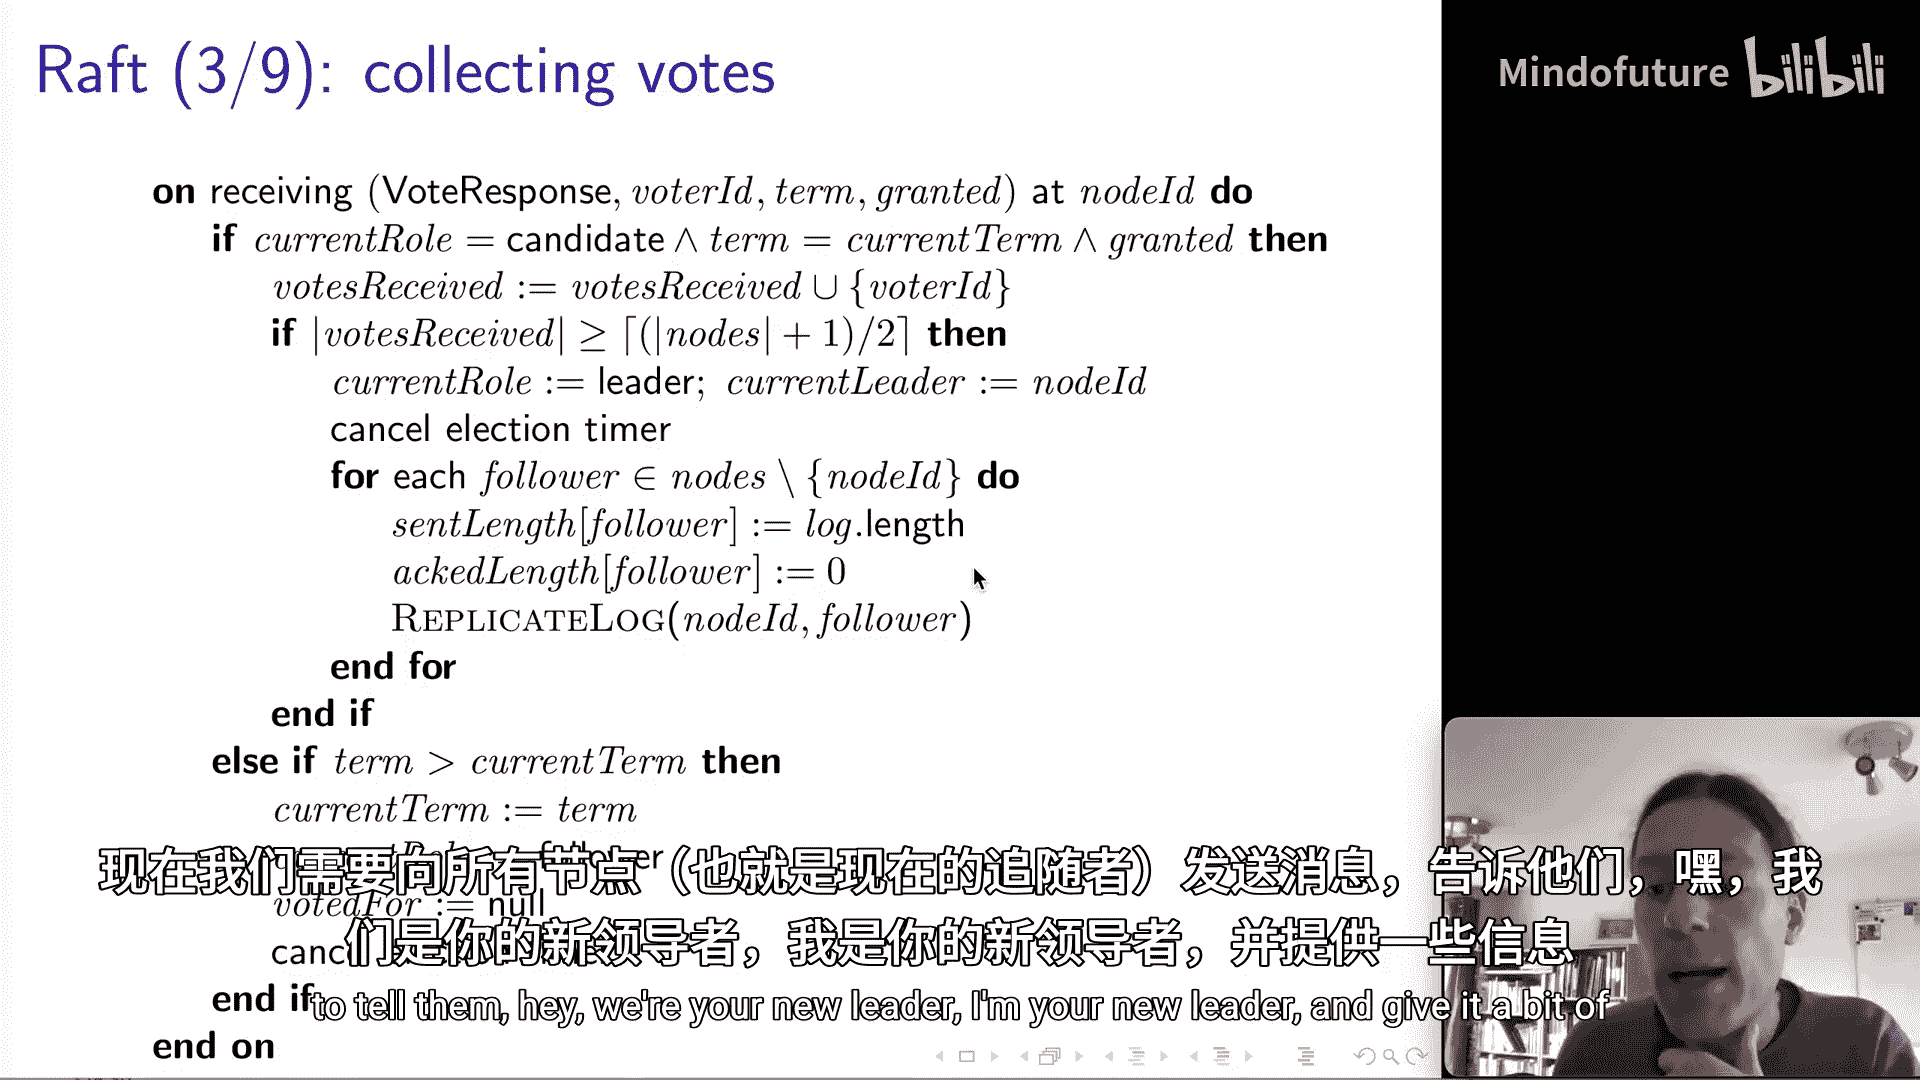 Raft (3/9): collecting votes
Mindofuture bilibili
on receiving (VoteResponse, voterId, term, granted) at nodeId do
if currentRole = candidate ∧ term = currentTerm ∧ granted then
votesReceived := votesReceived ∪ {voterId}
if |votesReceived| ≥ ⌈(|nodes| + 1)/2⌉ then
currentRole := leader; currentLeader := nodeId
cancel election timer
for each follower ∈ nodes \ {nodeId} do
sentLength[follower] := log.length
ackedLength[follower] := 0
REPLICATELOG(nodeId, follower)
end for
end if
else if term > currentTerm then
currentTerm := term
现在我们需要向所有节点（也就是现在的追随者）发送消息，告诉他们，嘿，我
votedFor := null
们是你的新领导者，我是你的新领导者，并提供一些信息
end if
to tell them, hey, we're your new leader, I'm your new leader, and give it a bit of
end on